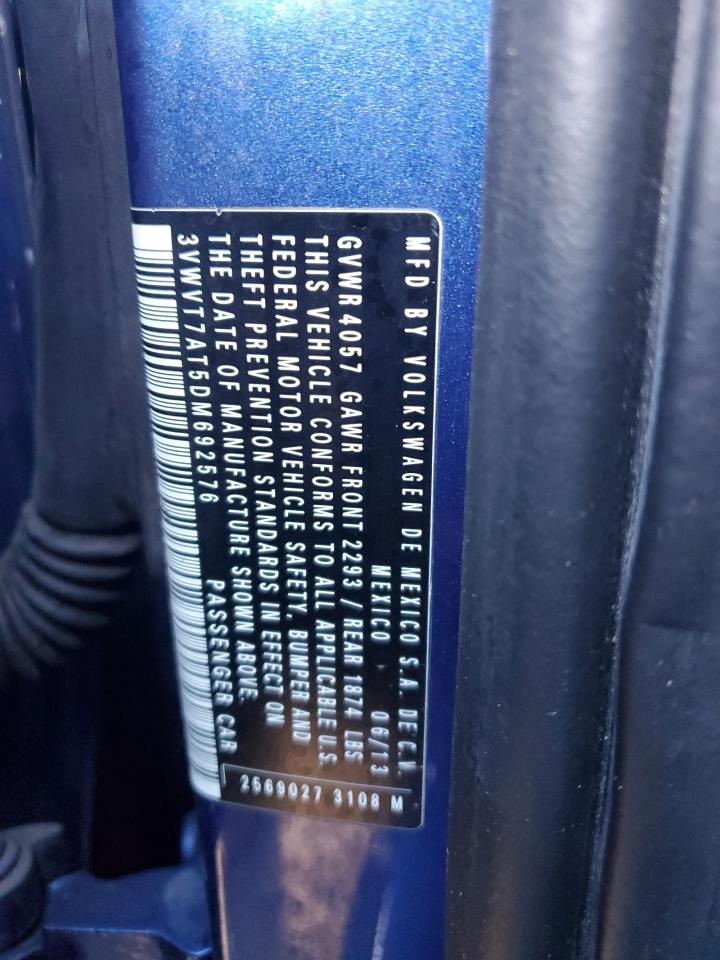 MFD BY VOLKSWAGEN DE MEXICO S.A. DE C.V.
MEXICO 06/13
GVWR 4057 GAWR FRONT 2293 / REAR 1874 LBS
THIS VEHICLE CONFORMS TO ALL APPLICABLE U.S.
FEDERAL MOTOR VEHICLE SAFETY, BUMPER AND
THEFT PREVENTION STANDARDS IN EFFECT ON
THE DATE OF MANUFACTURE SHOWN ABOVE.
3VWVT7AT5DM692576 PASSENGER CAR
2569027 3108 M